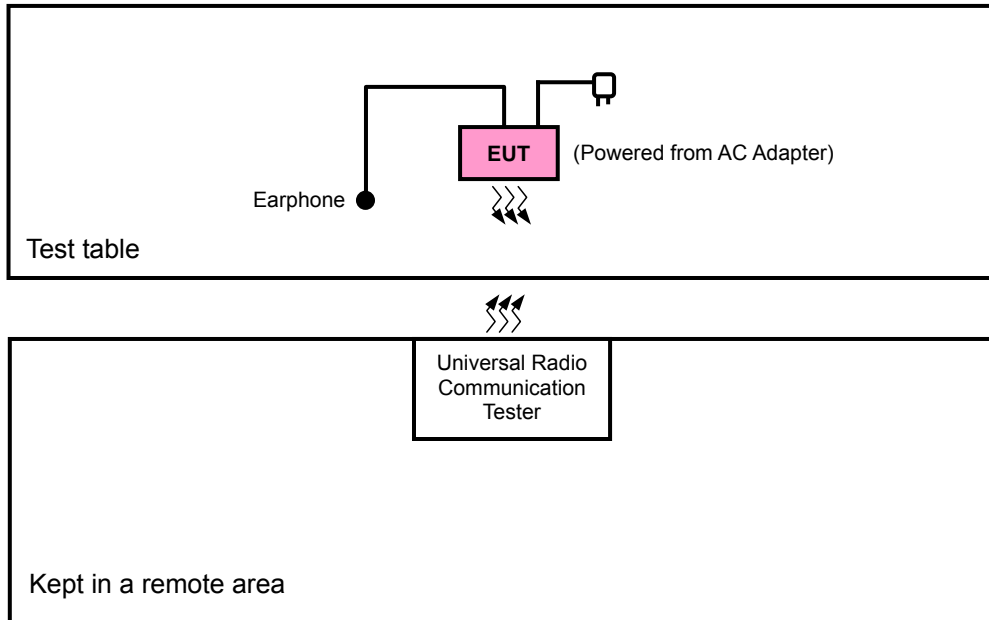 EUT
(Powered from AC Adapter)
Earphone
Test table
Universal Radio
Communication
Tester
Kept in a remote area